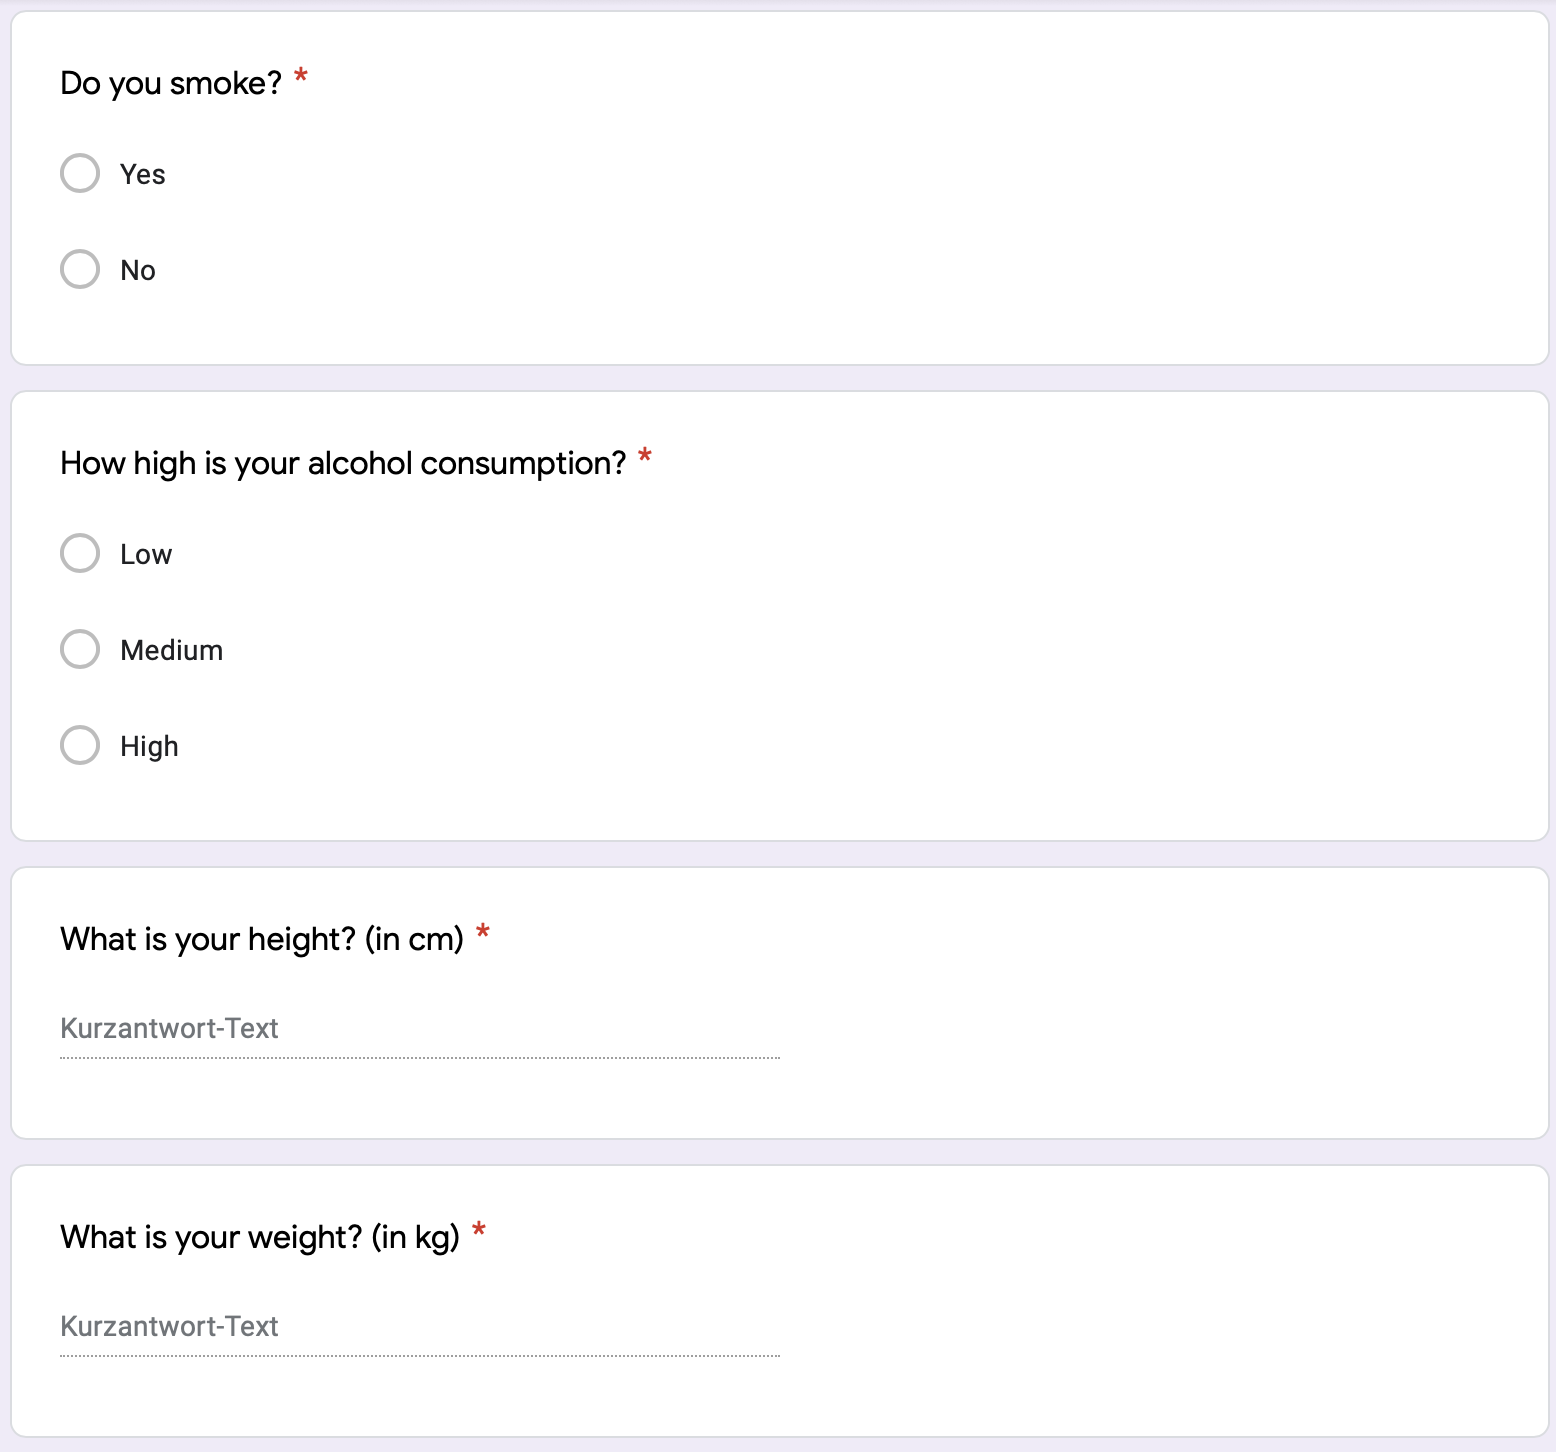 Do you smoke? *
Yes
No
How high is your alcohol consumption? *
Low
Medium
High
What is your height? (in cm) *
Kurzantwort-Text
What is your weight? (in kg) *
Kurzantwort-Text